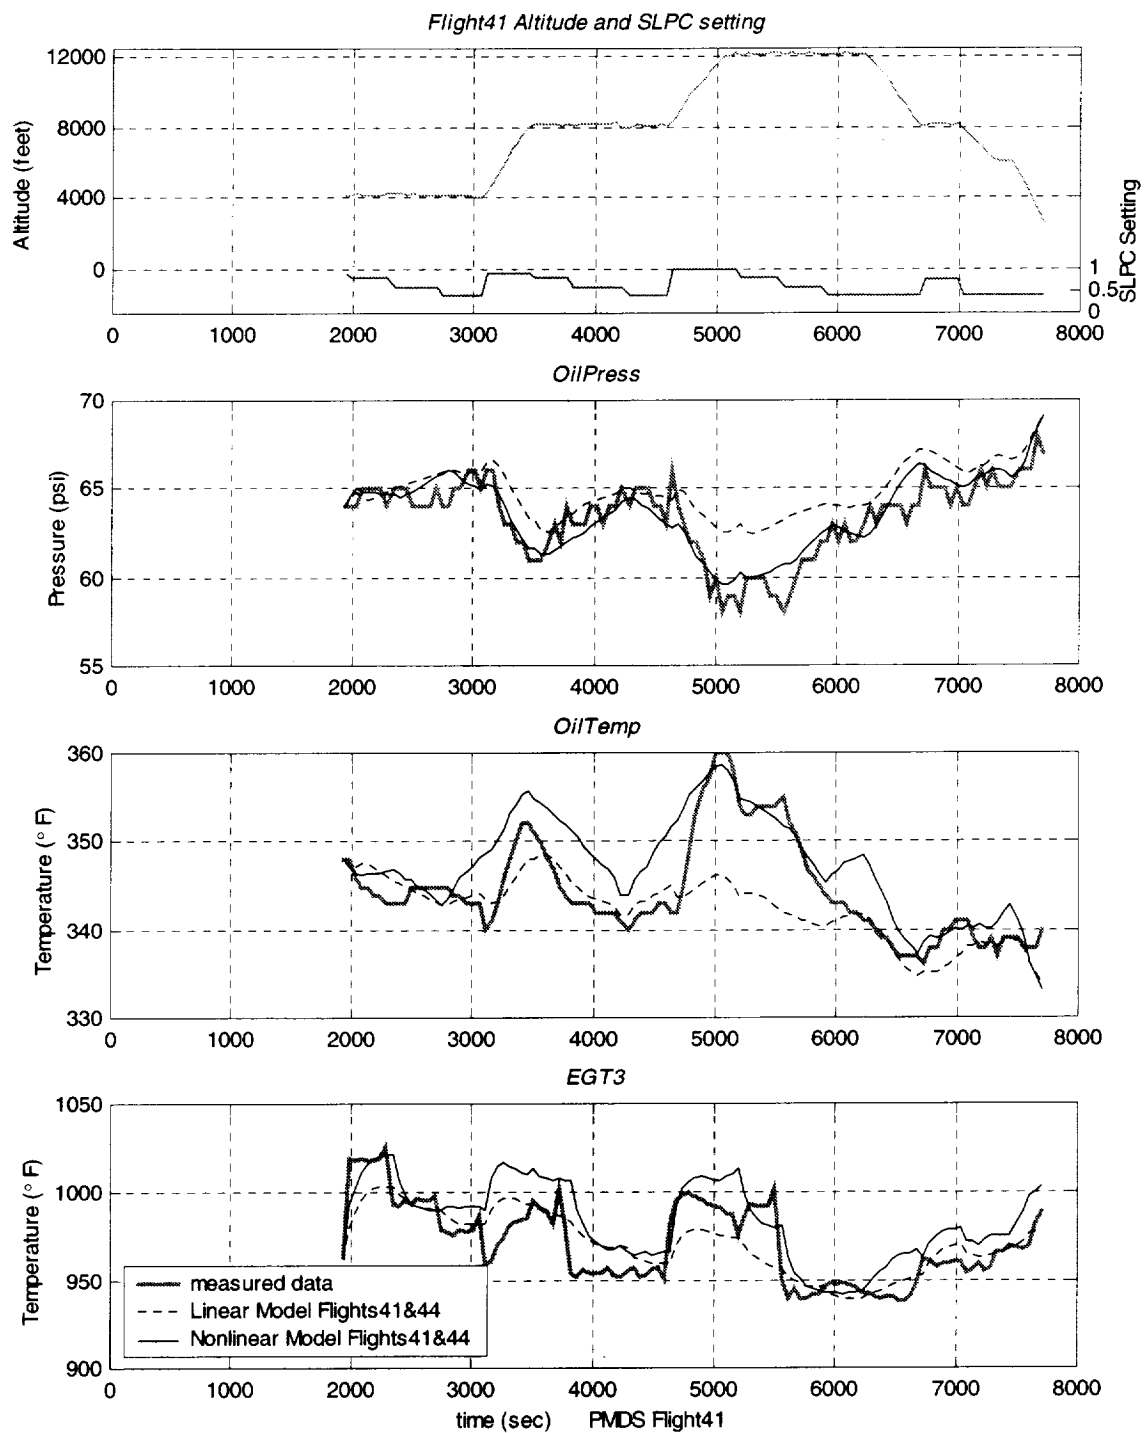 Flight41 Altitude and SLPC setting
12000
8000
4000
0
Altitude (feet)
1
0.5
0
SLPC Setting
0 1000 2000 3000 4000 5000 6000 7000 8000
OilPress
70
65
60
55
Pressure (psi)
0 1000 2000 3000 4000 5000 6000 7000 8000
OilTemp
360
350
340
330
Temperature (° F)
0 1000 2000 3000 4000 5000 6000 7000 8000
EGT3
1050
1000
950
900
Temperature (° F)
measured data
Linear Model Flights41&44
Nonlinear Model Flights41&44
0 1000 2000 3000 4000 5000 6000 7000 8000
time (sec) PMDS Flight41